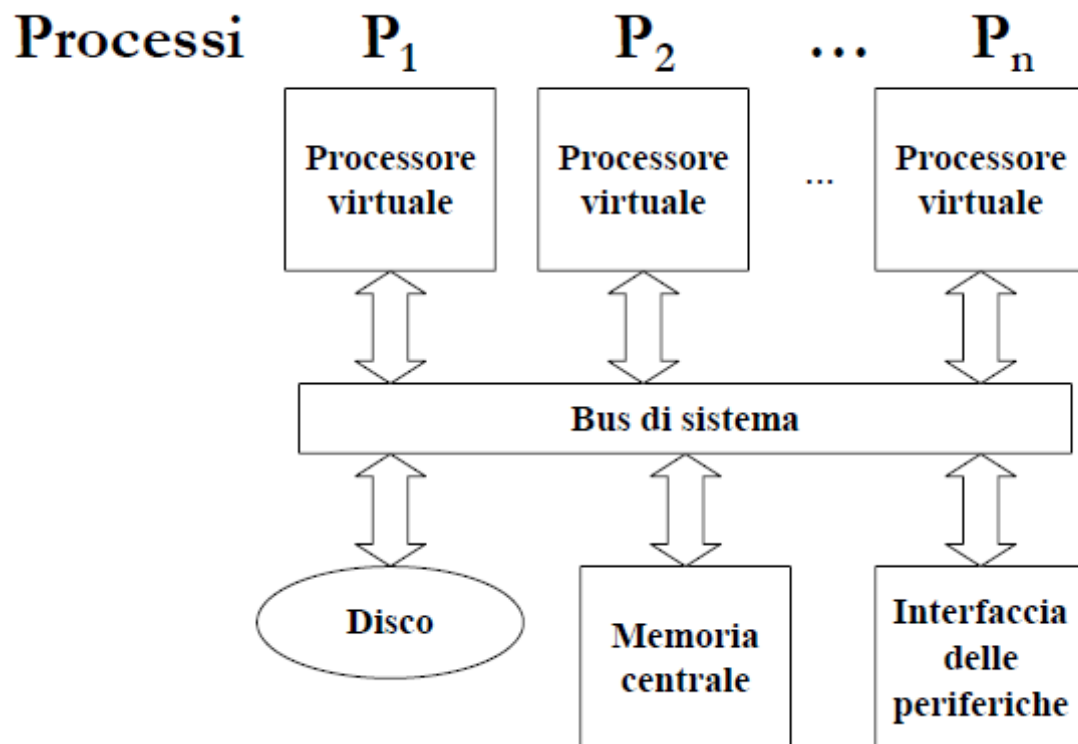 Processi P₁ P₂ ... Pₙ
Processore virtuale
Processore virtuale
...
Processore virtuale
Bus di sistema
Disco
Memoria centrale
Interfaccia delle periferiche